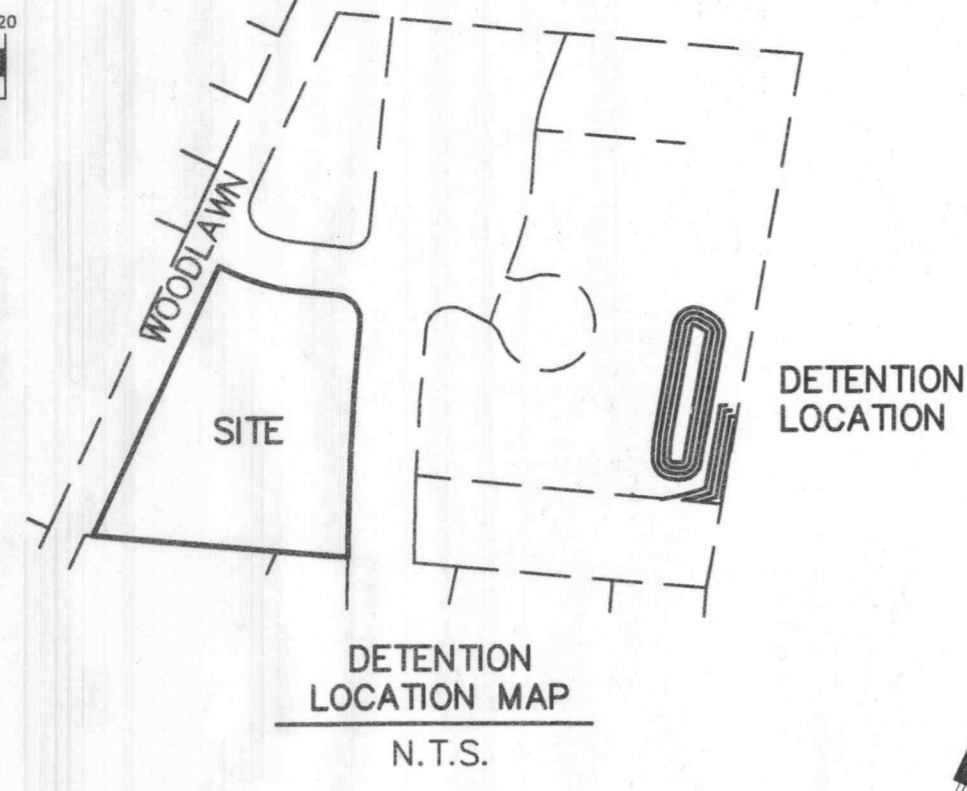 20
WOODLAWN
SITE
DETENTION
LOCATION
DETENTION
LOCATION MAP
N.T.S.